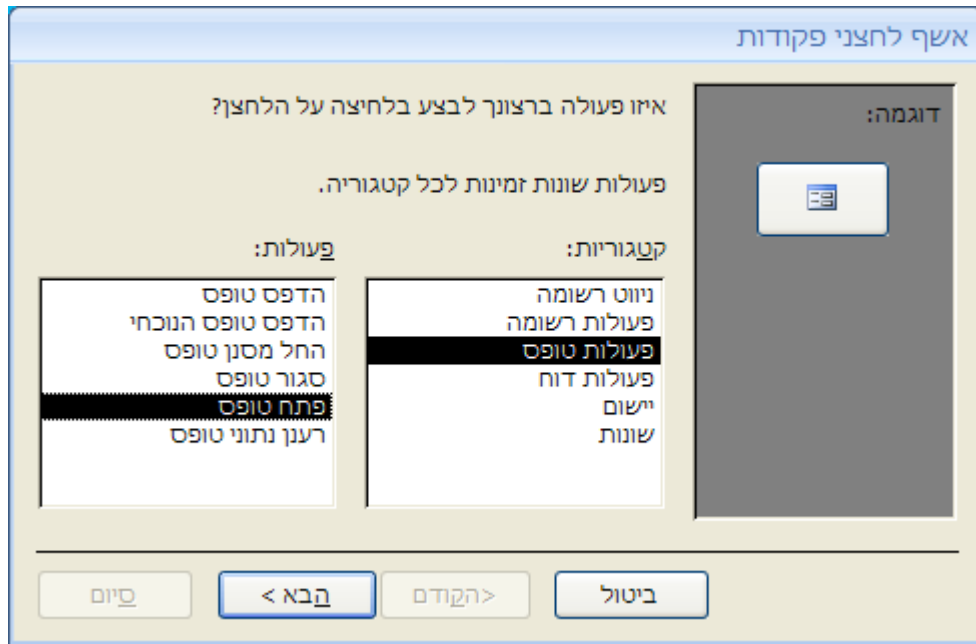 אשף לחצני פקודות
דוגמה:
איזו פעולה ברצונך לבצע בלחיצה על הלחצן?
פעולות שונות זמינות לכל קטגוריה.
קטגוריות:
ניווט רשומה
פעולות רשומה
פעולות טופס
פעולות דוח
יישום
שונות
פעולות:
הדפס טופס
הדפס טופס הנוכחי
החל מסנן טופס
סגור טופס
פתח טופס
רענן נתוני טופס
ביטול
<הקודם
הבא >
סיום